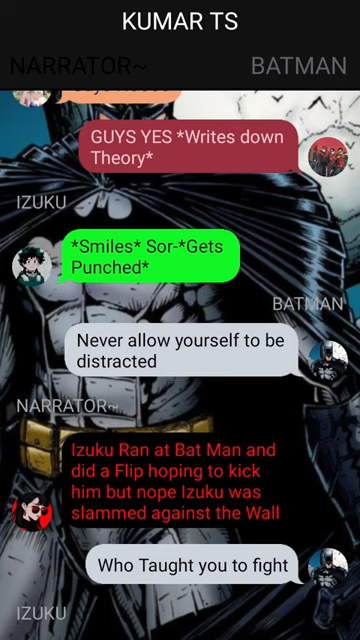 KUMAR TS
NARRATOR~
BATMAN
GUYS YES *Writes down
Theory*
IZUKU
*Smiles* Sor-*Gets
Punched*
BATMAN
Never allow yourself to be
distracted
NARRATOR~
Izuku Ran at Bat Man and
did a Flip hoping to kick
him but nope Izuku was
slammed against the Wall
Who Taught you to fight
IZUKU